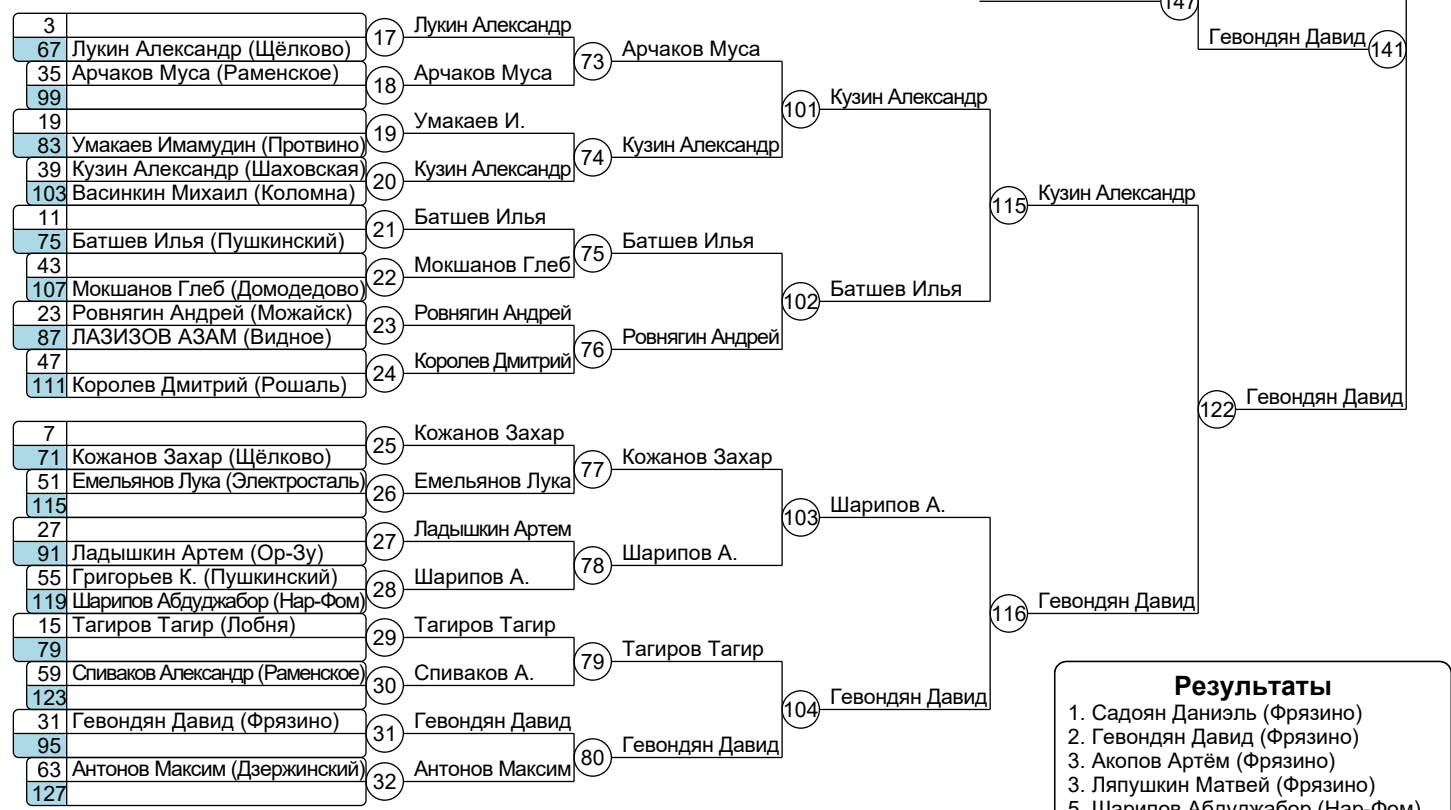 147
Гевондян Давид
141
3
67 Лукин Александр (Щёлково)
35 Арчаков Муса (Раменское)
99
19
83 Умакаев Имамудин (Протвино)
39 Кузин Александр (Шаховская)
103 Васинкин Михаил (Коломна)
11
75 Батшев Илья (Пушкинский)
43
107 Мокшанов Глеб (Домодедово)
23 Ровнягин Андрей (Можайск)
87 ЛАЗИЗОВ АЗАМ (Видное)
47
111 Королев Дмитрий (Рошаль)
7
71 Кожанов Захар (Щёлково)
51 Емельянов Лука (Электросталь)
115
27
91 Ладышкин Артем (Ор-Зу)
55 Григорьев К. (Пушкинский)
119 Шарипов Абдуджабор (Нар-Фом)
15 Тагиров Тагир (Лобня)
79
59 Спиваков Александр (Раменское)
123
31 Гевондян Давид (Фрязино)
95
63 Антонов Максим (Дзержинский)
127
17 Лукин Александр
18 Арчаков Муса
19 Умакаев И.
20 Кузин Александр
21 Батшев Илья
22 Мокшанов Глеб
23 Ровнягин Андрей
24 Королев Дмитрий
25 Кожанов Захар
26 Емельянов Лука
27 Ладышкин Артем
28 Шарипов А.
29 Тагиров Тагир
30 Спиваков А.
31 Гевондян Давид
32 Антонов Максим
73 Арчаков Муса
74 Кузин Александр
75 Батшев Илья
76 Ровнягин Андрей
77 Кожанов Захар
78 Шарипов А.
79 Тагиров Тагир
80 Гевондян Давид
101 Кузин Александр
102 Батшев Илья
103 Шарипов А.
104 Гевондян Давид
115 Кузин Александр
116 Гевондян Давид
122 Гевондян Давид
Результаты
1. Садоян Даниэль (Фрязино)
2. Гевондян Давид (Фрязино)
3. Акопов Артём (Фрязино)
3. Ляпушкин Матвей (Фрязино)
5. Шарипов Абдуджабор (Нар-Фом)